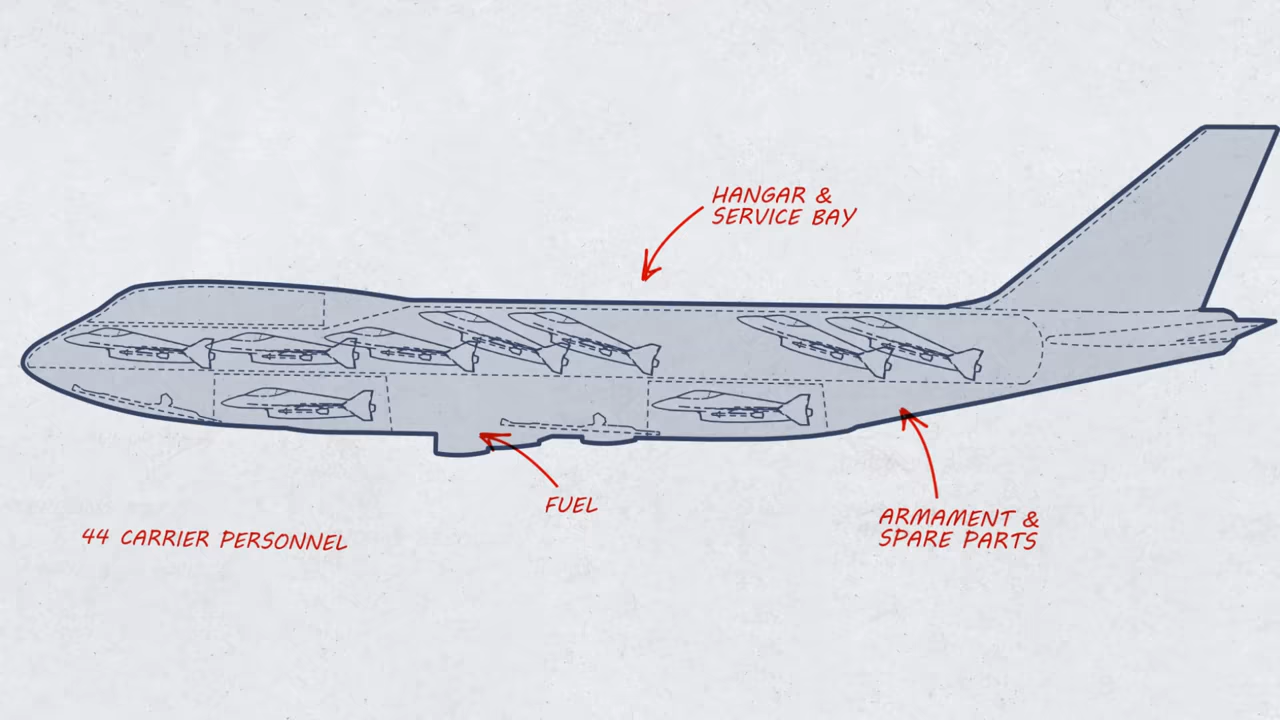 HANGAR &
SERVICE BAY
FUEL
ARMAMENT &
SPARE PARTS
44 CARRIER PERSONNEL